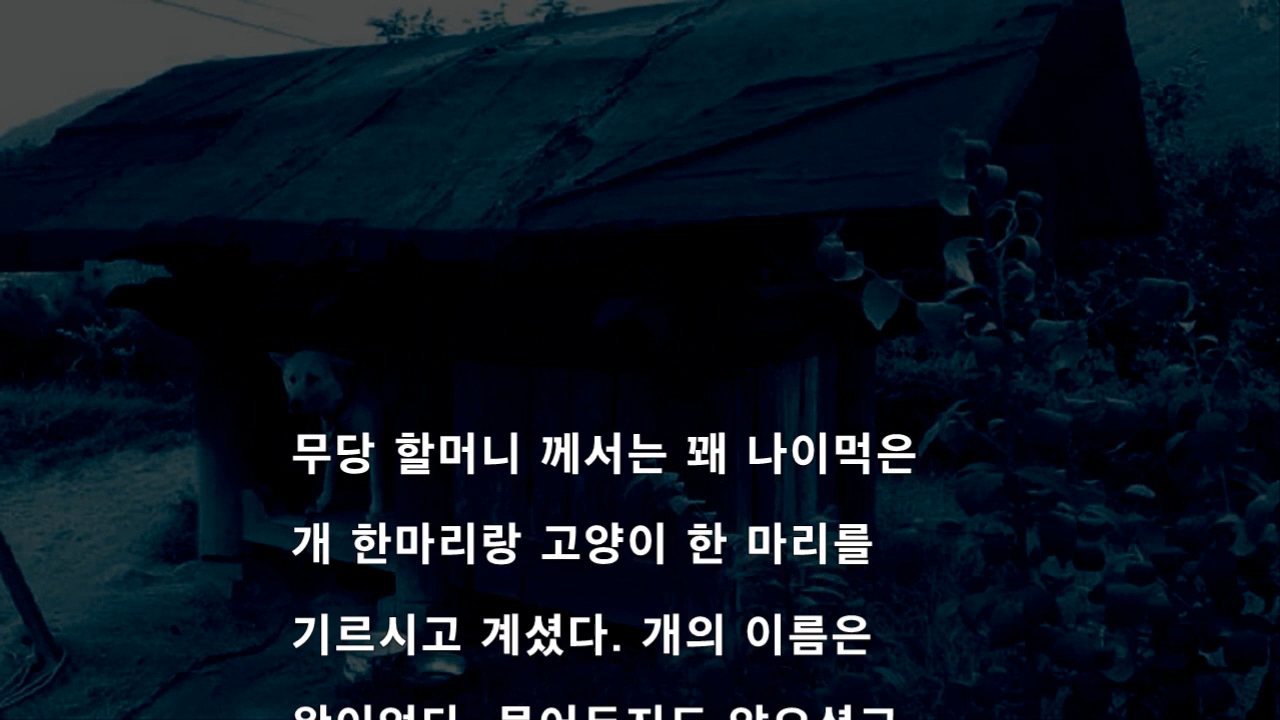 무당 할머니 께서는 꽤 나이먹은
개 한마리랑 고양이 한 마리를
기르시고 계셨다. 개의 이름은